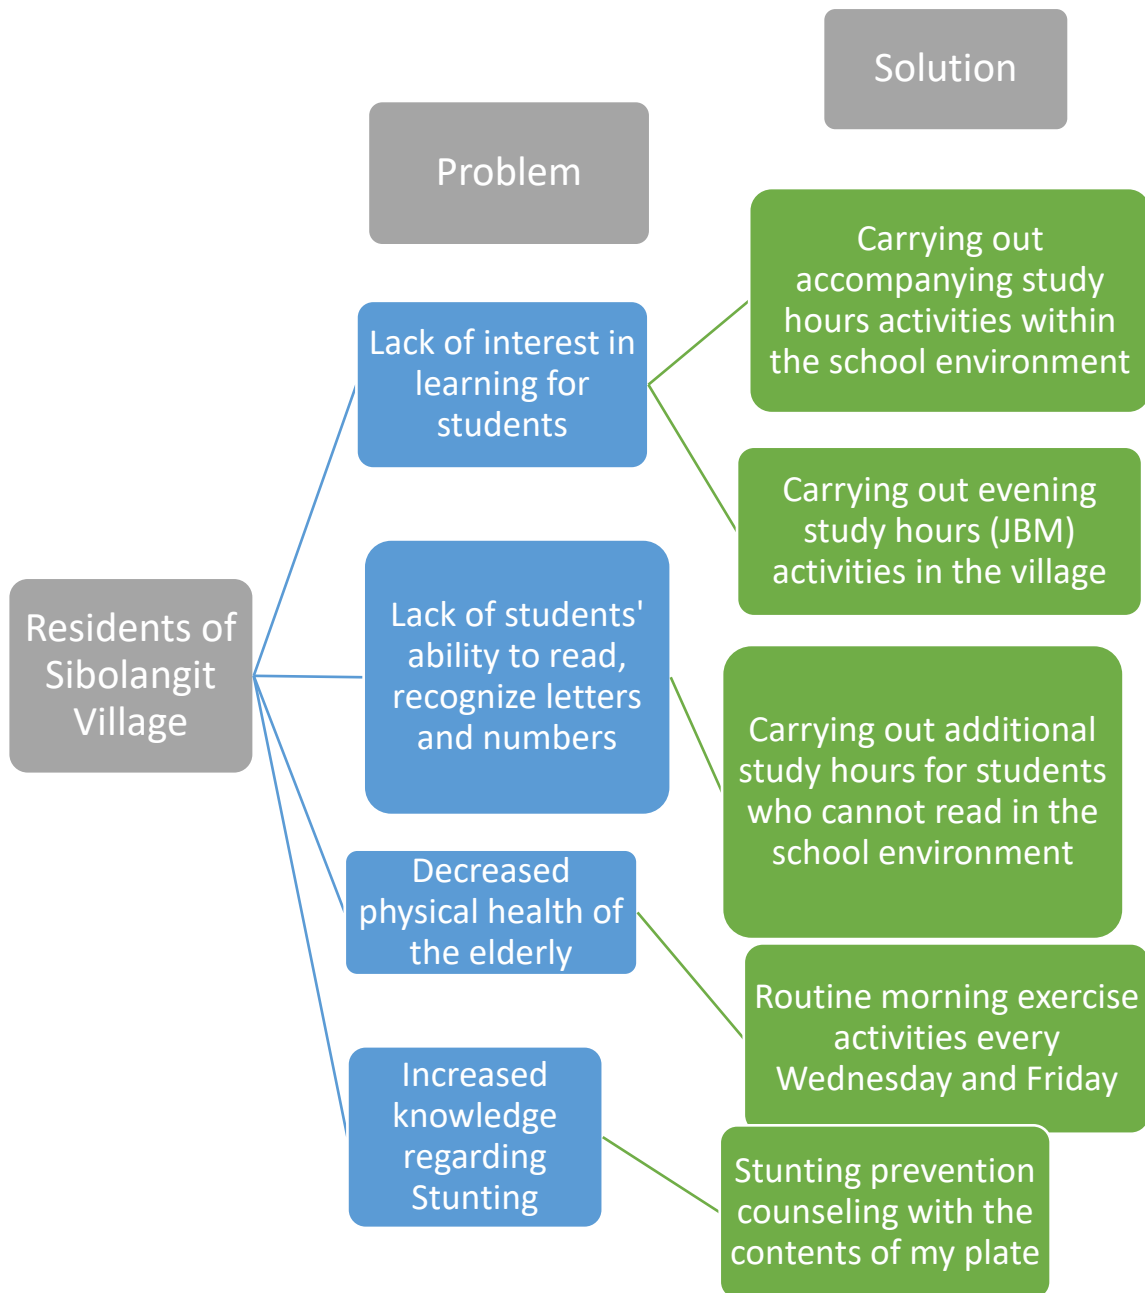 Solution
Problem
Carrying out
accompanying study
hours activities within
the school environment
Lack of interest in
learning for
students
Carrying out evening
study hours (JBM)
activities in the village
Residents of
Sibolangit
Village
Lack of students'
ability to read,
recognize letters
and numbers
Carrying out additional
study hours for students
who cannot read in the
school environment
Decreased
physical health of
the elderly
Routine morning exercise
activities every
Wednesday and Friday
Increased
knowledge
regarding
Stunting
Stunting prevention
counseling with the
contents of my plate